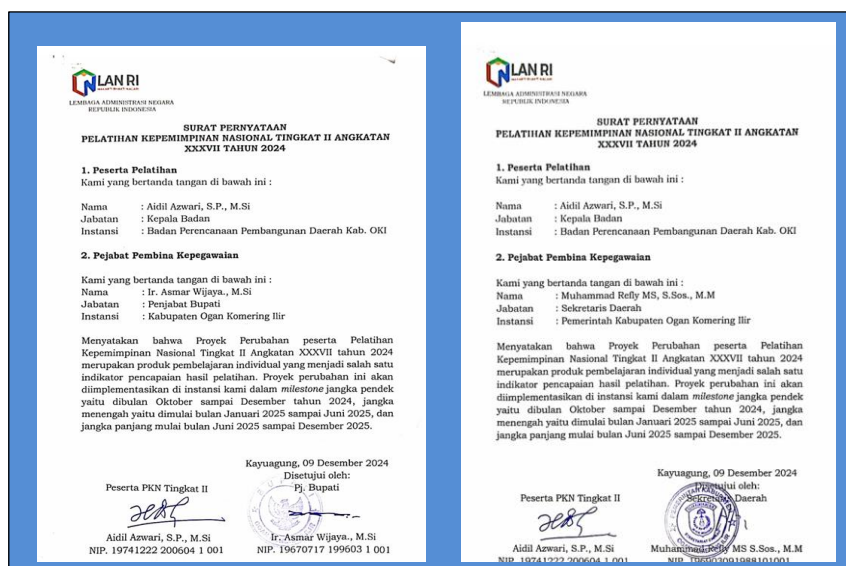 LAN RI
LEMBAGA ADMINISTRASI NEGARA
REPUBLIK INDONESIA
SURAT PERNYATAAN
PELATIHAN KEPEMIMPINAN NASIONAL TINGKAT II ANGKATAN
XXXVII TAHUN 2024
1. Peserta Pelatihan
Kami yang bertanda tangan di bawah ini :
Nama : Aidil Azwari, S.P., M.Si
Jabatan : Kepala Badan
Instansi : Badan Perencanaan Pembangunan Daerah Kab. OKI
2. Pejabat Pembina Kepegawaian
Kami yang bertanda tangan di bawah ini :
Nama : Ir. Asmar Wijaya., M.Si
Jabatan : Penjabat Bupati
Instansi : Kabupaten Ogan Komering Ilir
Menyatakan bahwa Proyek Perubahan peserta Pelatihan
Kepemimpinan Nasional Tingkat II Angkatan XXXVII tahun 2024
merupakan produk pembelajaran individual yang menjadi salah satu
indikator pencapaian hasil pelatihan. Proyek perubahan ini akan
diimplementasikan di instansi kami dalam milestone jangka pendek
yaitu dibulan Oktober sampai Desember tahun 2024, jangka
menengah yaitu dimulai bulan Januari 2025 sampai Juni 2025, dan
jangka panjang mulai bulan Juni 2025 sampai Desember 2025.
Kayuagung, 09 Desember 2024
Disetujui oleh:
Peserta PKN Tingkat II Pj. Bupati
Aidil Azwari, S.P., M.Si Ir. Asmar Wijaya., M.Si
NIP. 19741222 200604 1 001 NIP. 19670717 199603 1 001
LAN RI
LEMBAGA ADMINISTRASI NEGARA
REPUBLIK INDONESIA
SURAT PERNYATAAN
PELATIHAN KEPEMIMPINAN NASIONAL TINGKAT II ANGKATAN
XXXVII TAHUN 2024
1. Peserta Pelatihan
Kami yang bertanda tangan di bawah ini :
Nama : Aidil Azwari, S.P., M.Si
Jabatan : Kepala Badan
Instansi : Badan Perencanaan Pembangunan Daerah Kab. OKI
2. Pejabat Pembina Kepegawaian
Kami yang bertanda tangan di bawah ini :
Nama : Muhammad Refly MS, S.Sos., M.M
Jabatan : Sekretaris Daerah
Instansi : Pemerintah Kabupaten Ogan Komering Ilir
Menyatakan bahwa Proyek Perubahan peserta Pelatihan
Kepemimpinan Nasional Tingkat II Angkatan XXXVII tahun 2024
merupakan produk pembelajaran individual yang menjadi salah satu
indikator pencapaian hasil pelatihan. Proyek perubahan ini akan
diimplementasikan di instansi kami dalam milestone jangka pendek
yaitu dibulan Oktober sampai Desember tahun 2024, jangka
menengah yaitu dimulai bulan Januari 2025 sampai Juni 2025, dan
jangka panjang mulai bulan Juni 2025 sampai Desember 2025.
Kayuagung, 09 Desember 2024
Disetujui oleh:
Peserta PKN Tingkat II Sekretaris Daerah
Aidil Azwari, S.P., M.Si Muhammad Refly MS S.Sos., M.M
NIP. 19741222 200604 1 001 NIP. 196903091988101001